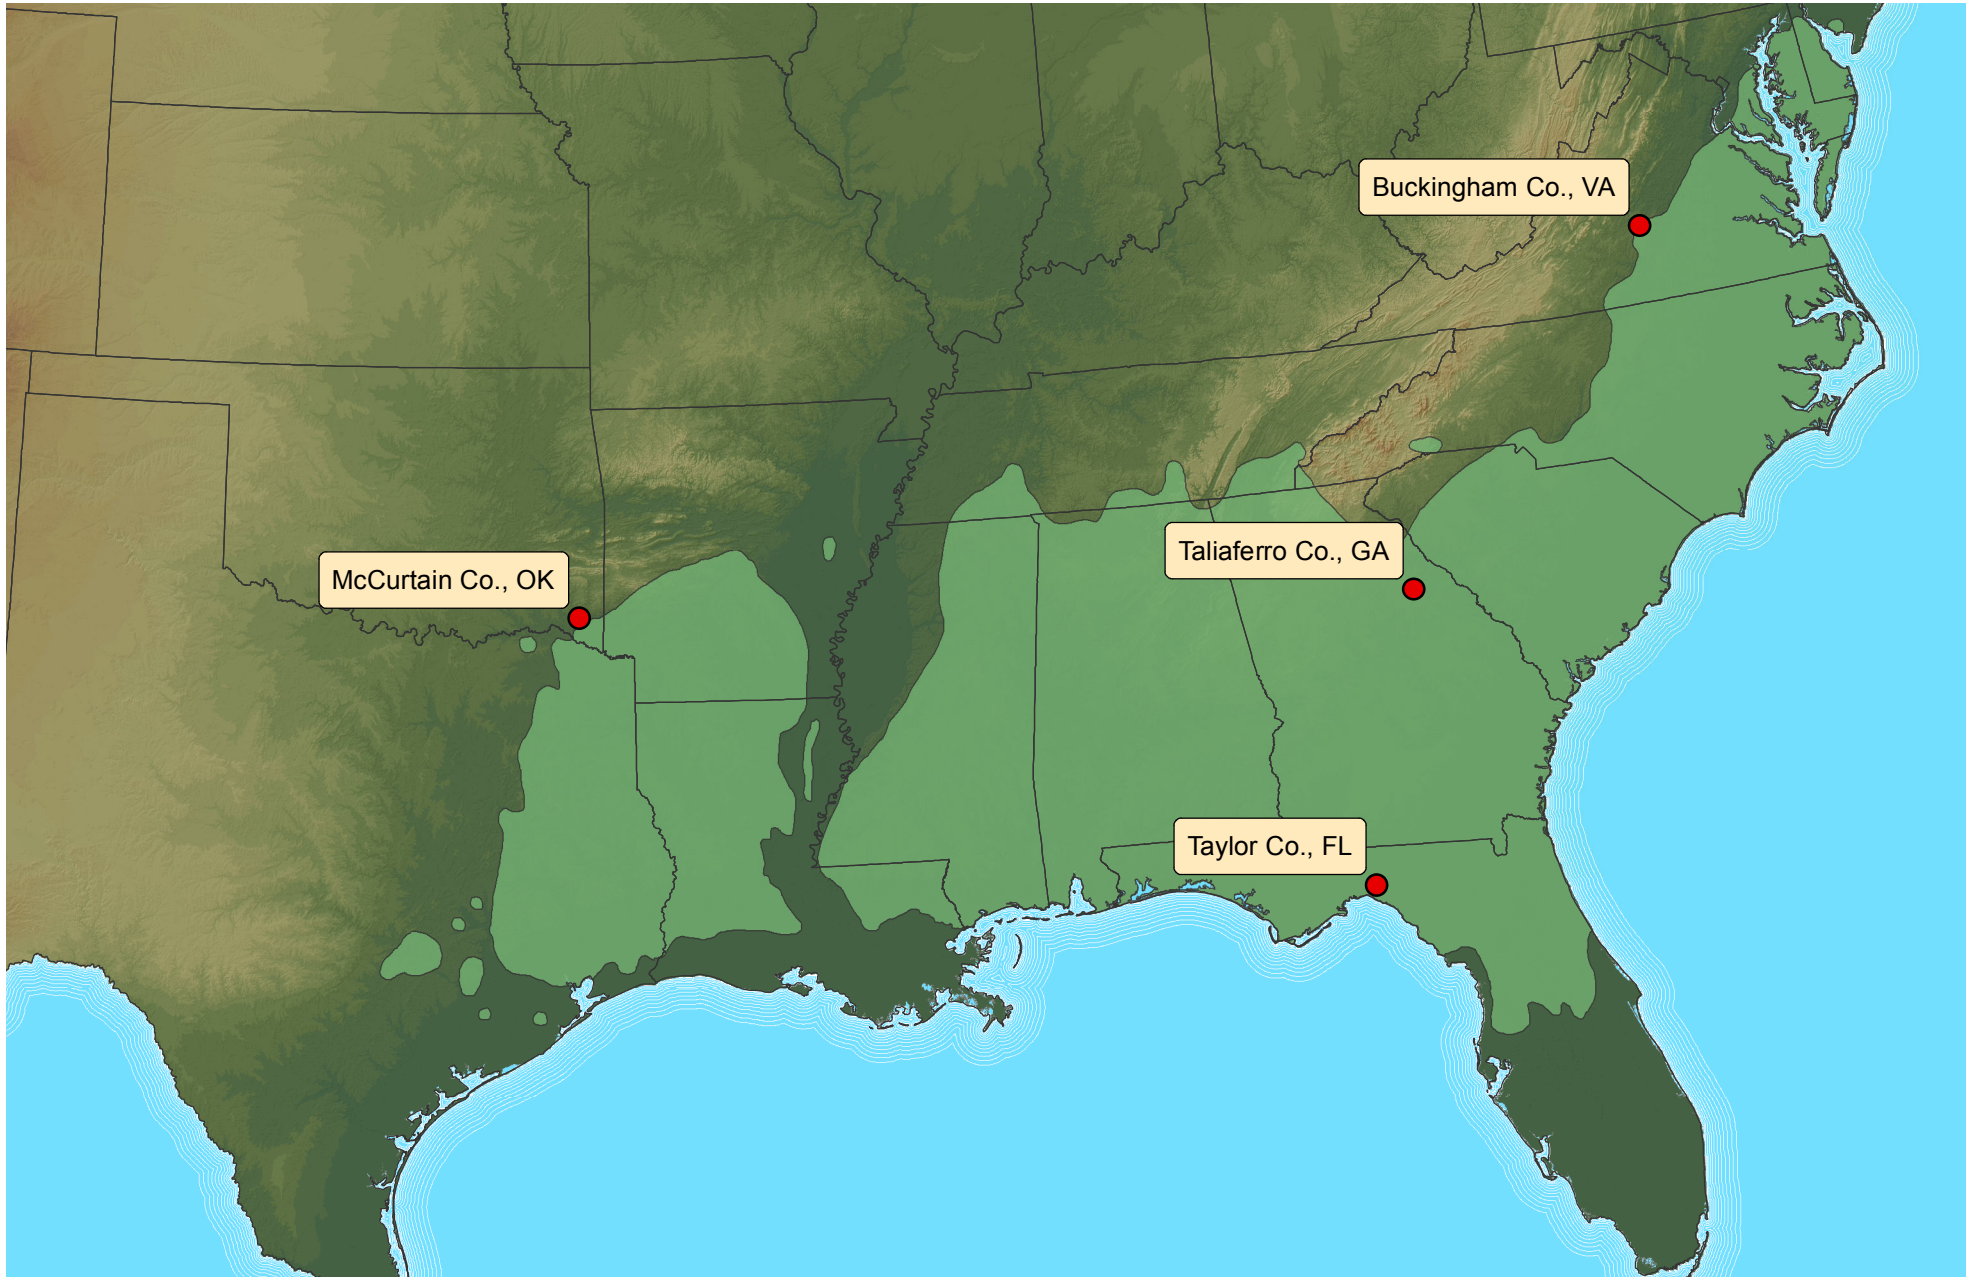 Buckingham Co., VA
Taliaferro Co., GA
McCurtain Co., OK
Taylor Co., FL